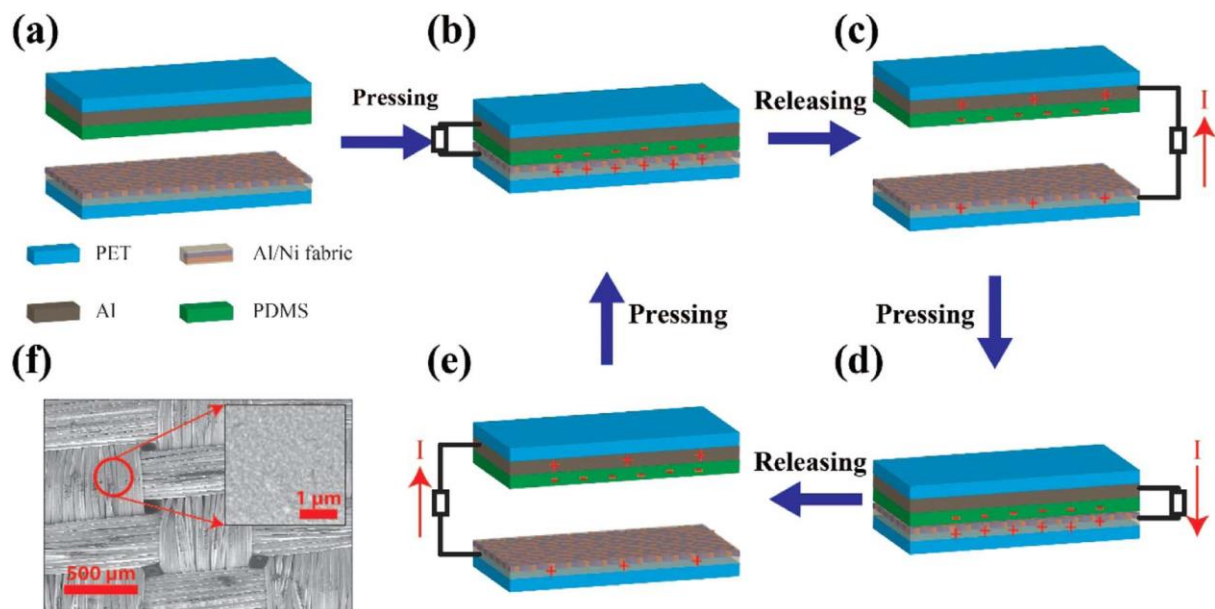 (a)
(b)
(c)
Pressing
Releasing
I
PET
Al/Ni fabric
Al
PDMS
Pressing
Pressing
(f)
(e)
(d)
I
Releasing
I
1 μm
500 μm